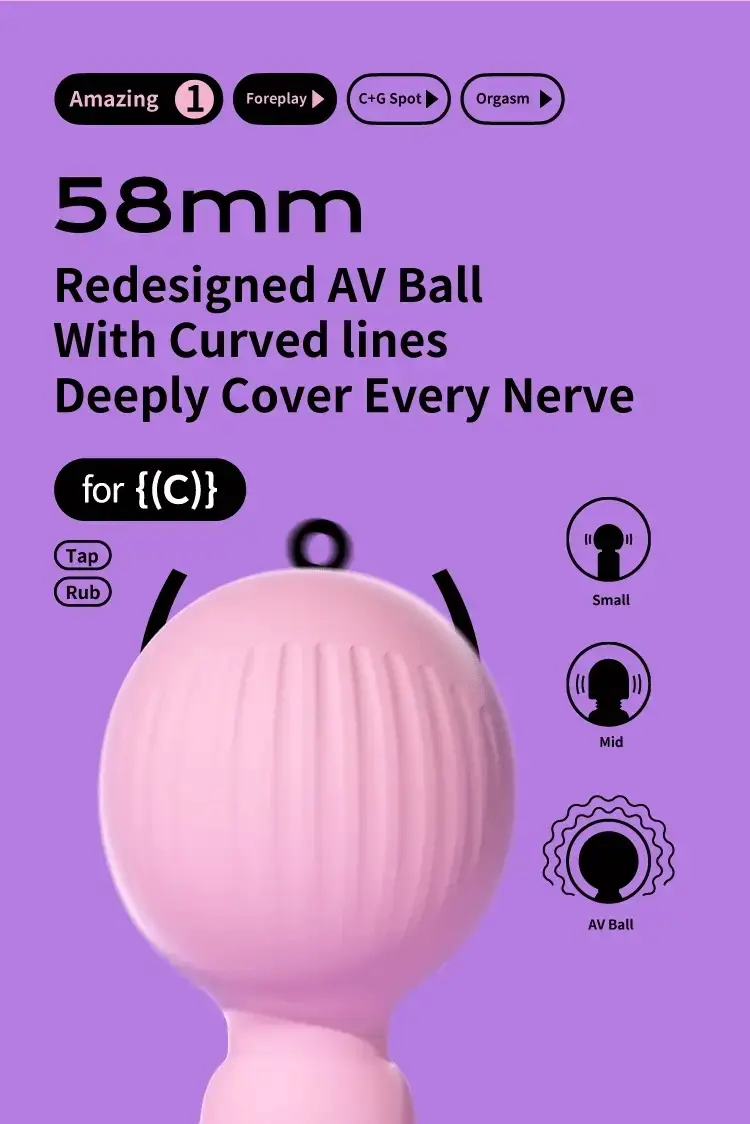 Amazing 1 Foreplay C+G Spot Orgasm
58mm
Redesigned AV Ball
With Curved lines
Deeply Cover Every Nerve
for {(C)}
Tap
Rub
Small
Mid
AV Ball